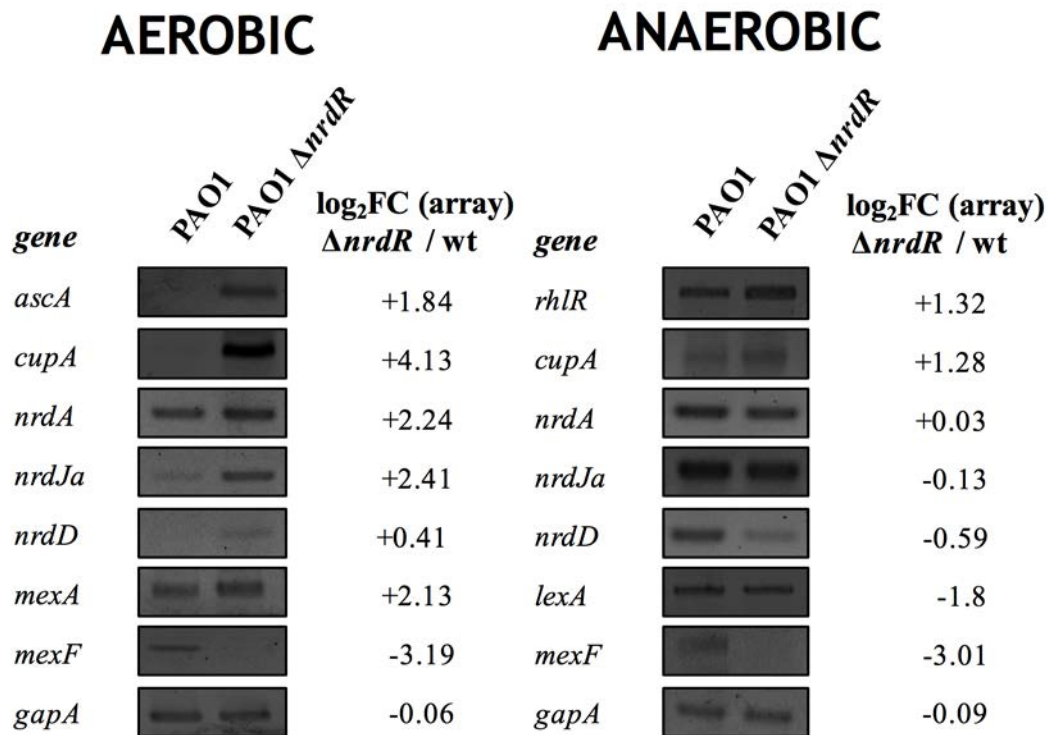 AEROBIC
ANAEROBIC
PAO1
PAO1 ΔnrdR
log₂FC (array)
ΔnrdR / wt
gene
ascA +1.84
cupA +4.13
nrdA +2.24
nrdJa +2.41
nrdD +0.41
mexA +2.13
mexF -3.19
gapA -0.06
PAO1
PAO1 ΔnrdR
log₂FC (array)
ΔnrdR / wt
gene
rhlR +1.32
cupA +1.28
nrdA +0.03
nrdJa -0.13
nrdD -0.59
lexA -1.8
mexF -3.01
gapA -0.09